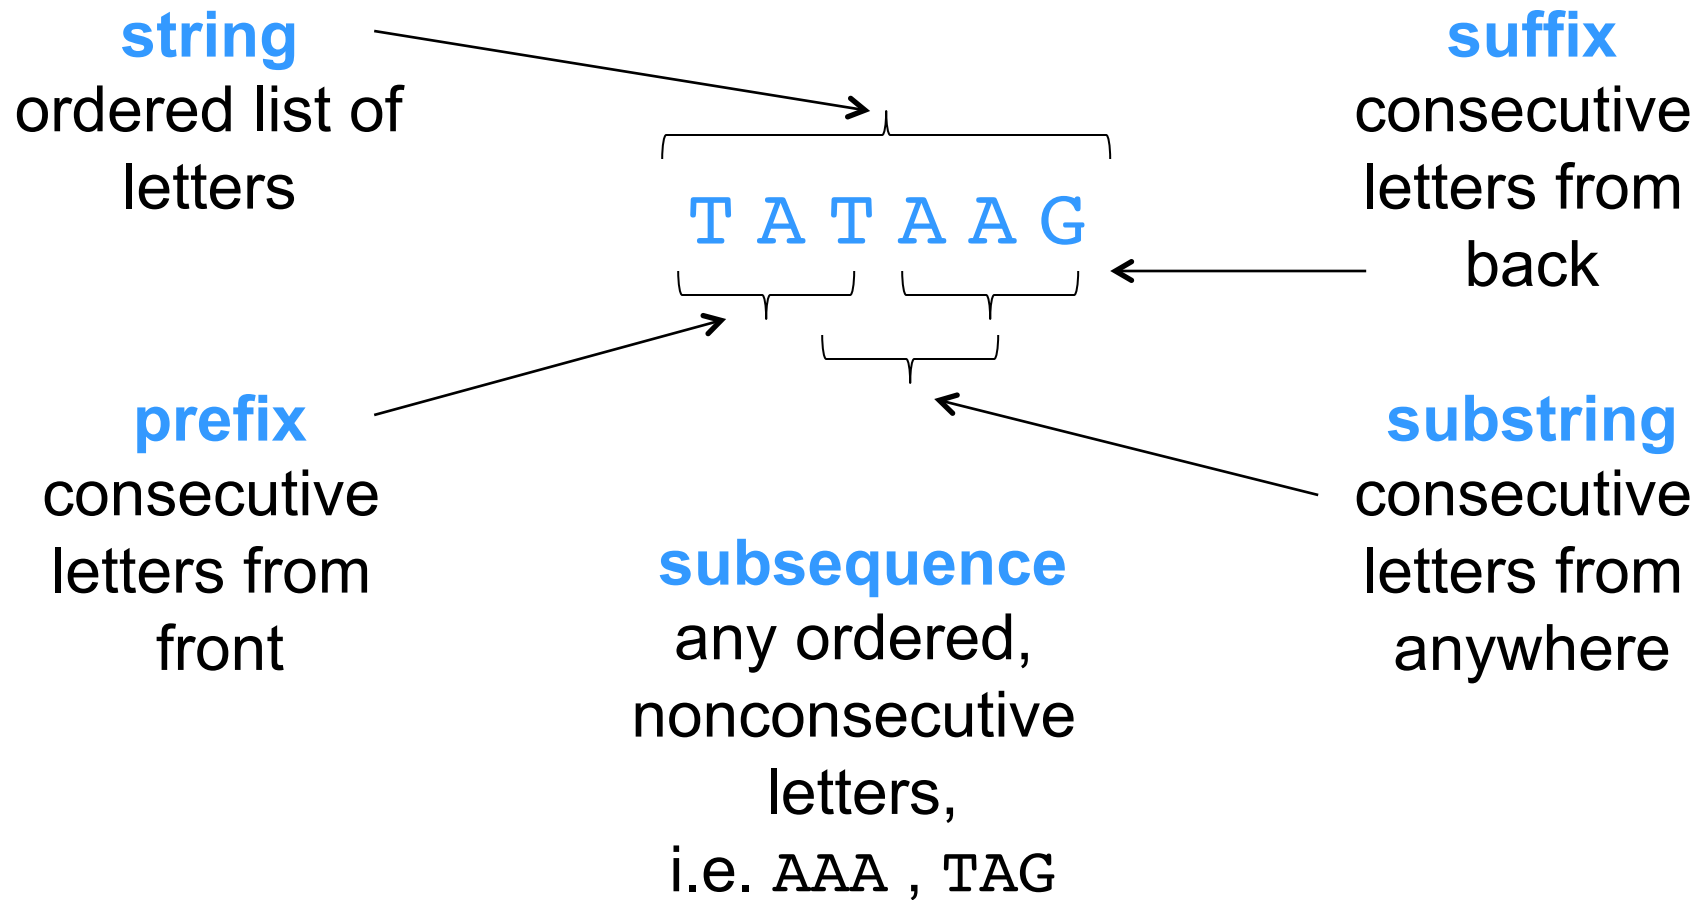 string
ordered list of
letters
suffix
consecutive
letters from
back
T A T A A G
prefix
consecutive
letters from
front
subsequence
any ordered,
nonconsecutive
letters,
i.e. AAA , TAG
substring
consecutive
letters from
anywhere